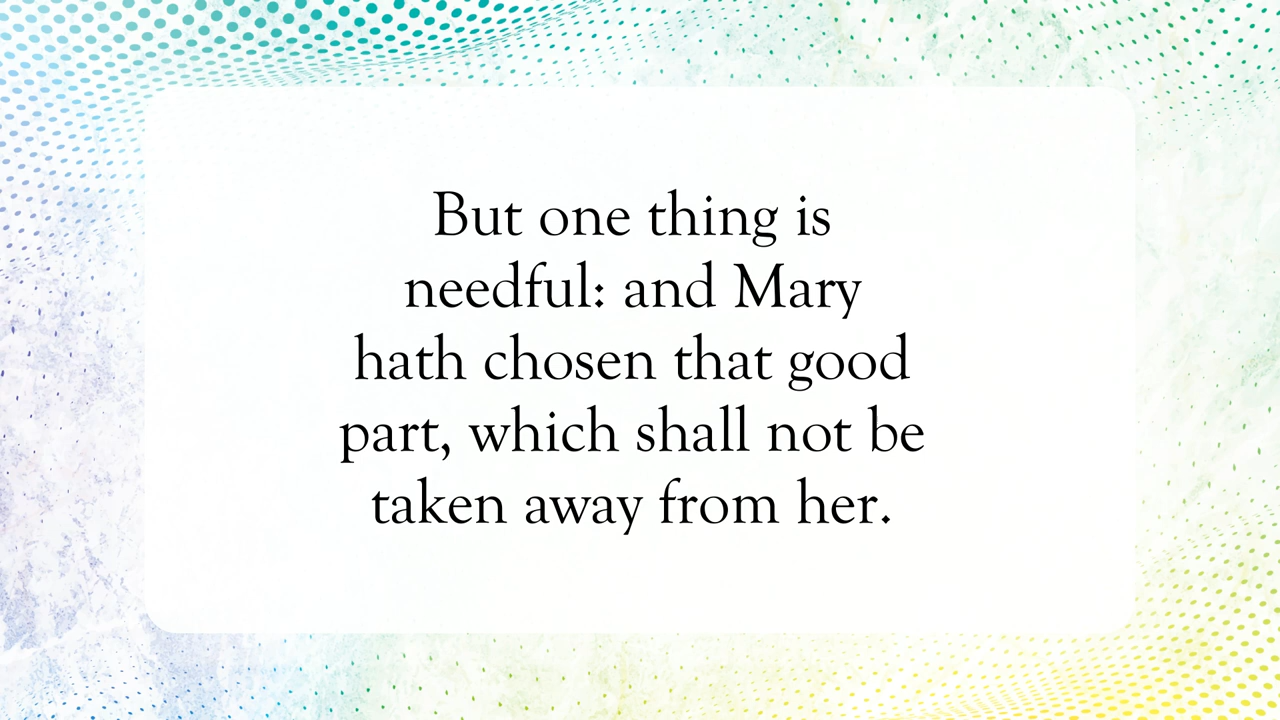 But one thing is
needful: and Mary
hath chosen that good
part, which shall not be
taken away from her.